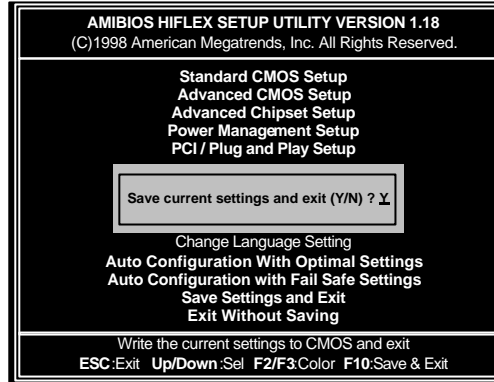 AMIBIOS HIFLEX SETUP UTILITY VERSION 1.18
(C)1998 American Megatrends, Inc. All Rights Reserved.
Standard CMOS Setup
Advanced CMOS Setup
Advanced Chipset Setup
Power Management Setup
PCI / Plug and Play Setup
Save current settings and exit (Y/N) ? Y
Change Language Setting
Auto Configuration With Optimal Settings
Auto Configuration with Fail Safe Settings
Save Settings and Exit
Exit Without Saving
Write the current settings to CMOS and exit
ESC:Exit Up/Down:Sel F2/F3:Color F10:Save & Exit